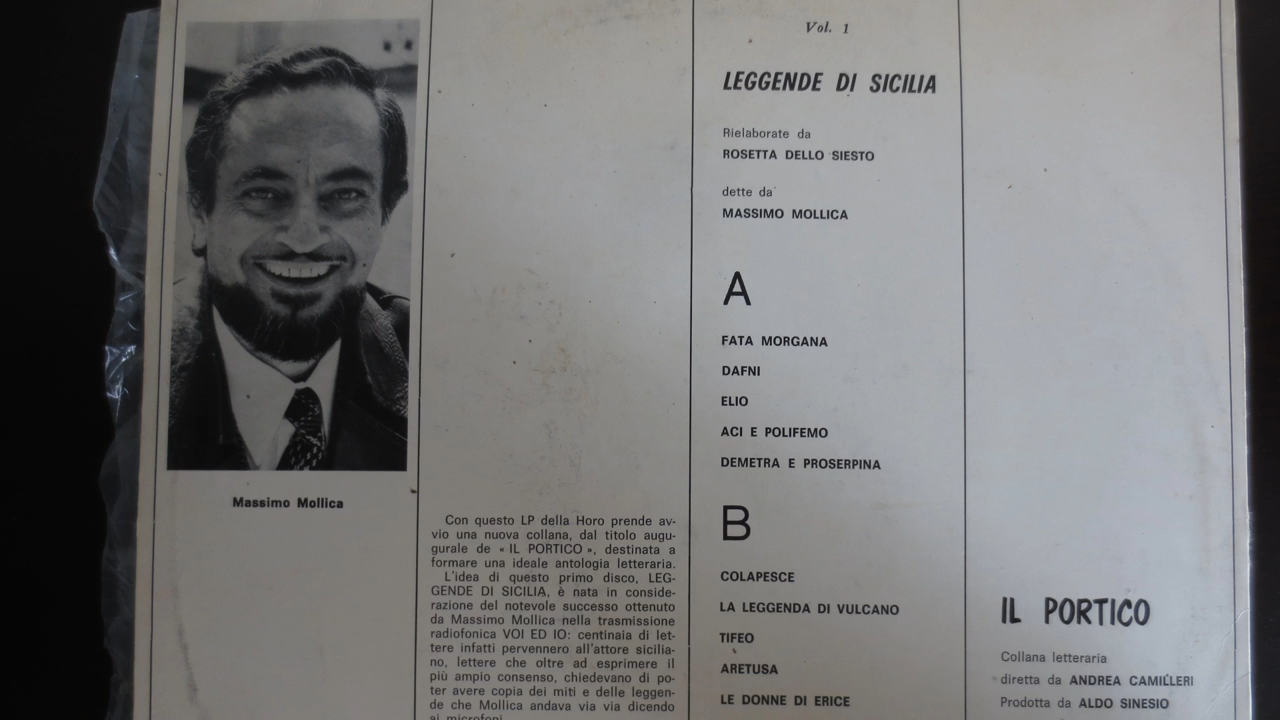 Massimo Mollica
Con questo LP della Horo prende av-
vio una nuova collana, dal titolo augu-
gurale de « IL PORTICO », destinata a
formare una ideale antologia letteraria.
L'idea di questo primo disco, LEG-
GENDE DI SICILIA, è nata in conside-
razione del notevole successo ottenuto
da Massimo Mollica nella trasmissione
radiofonica VOI ED IO: centinaia di let-
tere infatti pervennero all'attore sicilia-
no, lettere che oltre ad esprimere il
più ampio consenso, chiedevano di po-
ter avere copia dei miti e delle leggen-
de che Mollica andava via via dicendo
ai microfoni.
Vol. 1
LEGGENDE DI SICILIA
Rielaborate da
ROSETTA DELLO SIESTO
dette da
MASSIMO MOLLICA
A
FATA MORGANA
DAFNI
ELIO
ACI E POLIFEMO
DEMETRA E PROSERPINA
B
COLAPESCE
LA LEGGENDA DI VULCANO
TIFEO
ARETUSA
LE DONNE DI ERICE
IL PORTICO
Collana letteraria
diretta da ANDREA CAMILLERI
Prodotta da ALDO SINESIO